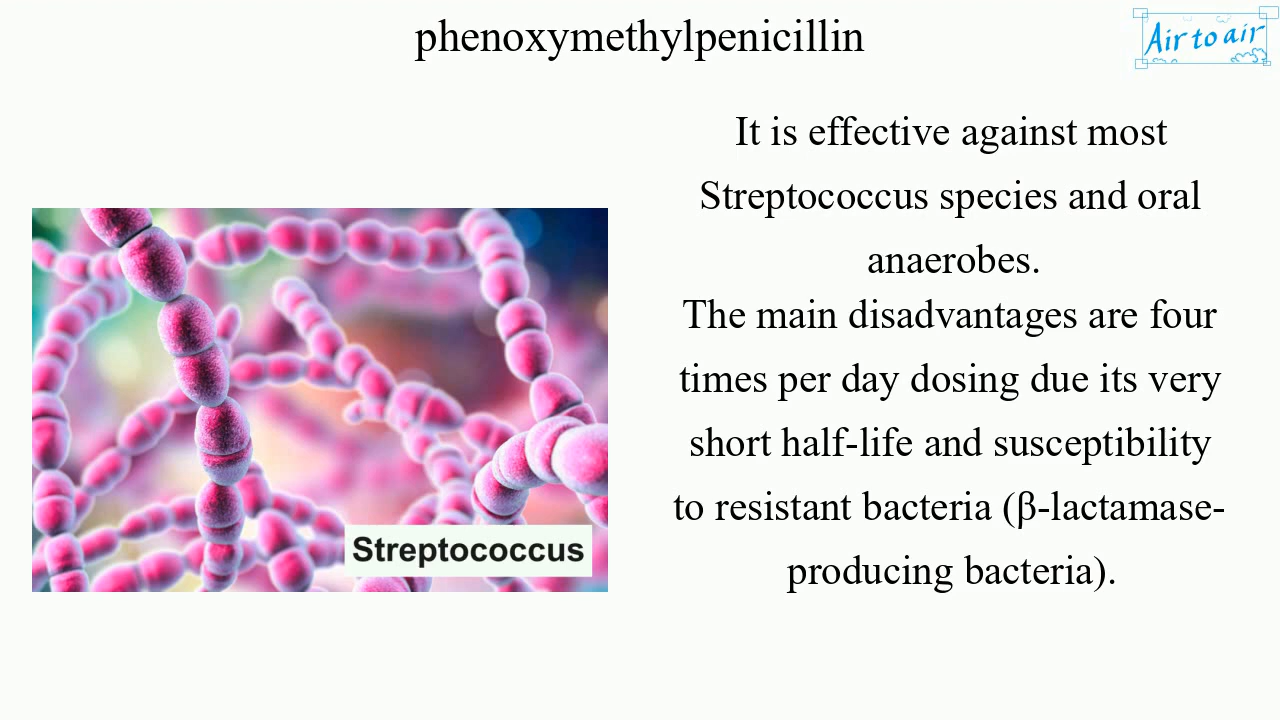 phenoxymethylpenicillin
Air to air
It is effective against most
Streptococcus species and oral
anaerobes.
The main disadvantages are four
times per day dosing due its very
short half-life and susceptibility
to resistant bacteria (β-lactamase-
producing bacteria).
Streptococcus